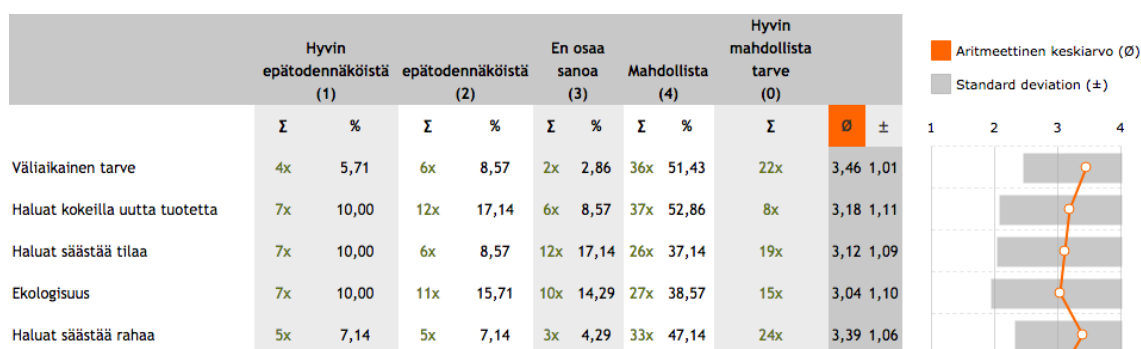 Hyvin
epätodennäköistä
(1)
epätodennäköistä
(2)
En osaa
sanoa
(3)
Mahdollista
(4)
Hyvin
mahdollista
tarve
(0)
Aritmeettinen keskiarvo (Ø)
Standard deviation (±)
Σ % Σ % Σ % Σ % Σ Ø ±
1 2 3 4
Väliaikainen tarve 4x 5,71 6x 8,57 2x 2,86 36x 51,43 22x 3,46 1,01
Haluat kokeilla uutta tuotetta 7x 10,00 12x 17,14 6x 8,57 37x 52,86 8x 3,18 1,11
Haluat säästää tilaa 7x 10,00 6x 8,57 12x 17,14 26x 37,14 19x 3,12 1,09
Ekologisuus 7x 10,00 11x 15,71 10x 14,29 27x 38,57 15x 3,04 1,10
Haluat säästää rahaa 5x 7,14 5x 7,14 3x 4,29 33x 47,14 24x 3,39 1,06